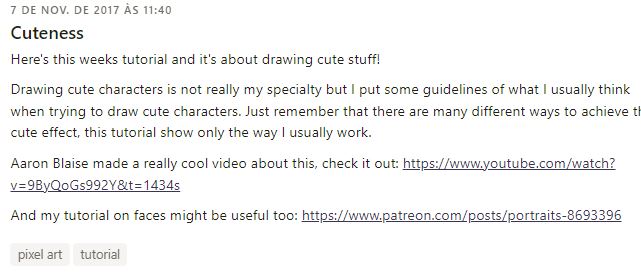 7 DE NOV. DE 2017 ÀS 11:40
Cuteness
Here's this weeks tutorial and it's about drawing cute stuff!
Drawing cute characters is not really my specialty but I put some guidelines of what I usually think
when trying to draw cute characters. Just remember that there are many different ways to achieve
cute effect, this tutorial show only the way I usually work.
Aaron Blaise made a really cool video about this, check it out: https://www.youtube.com/watch?
v=9ByQoGs992Y&t=1434s
And my tutorial on faces might be useful too: https://www.patreon.com/posts/portraits-8693396
pixel art tutorial